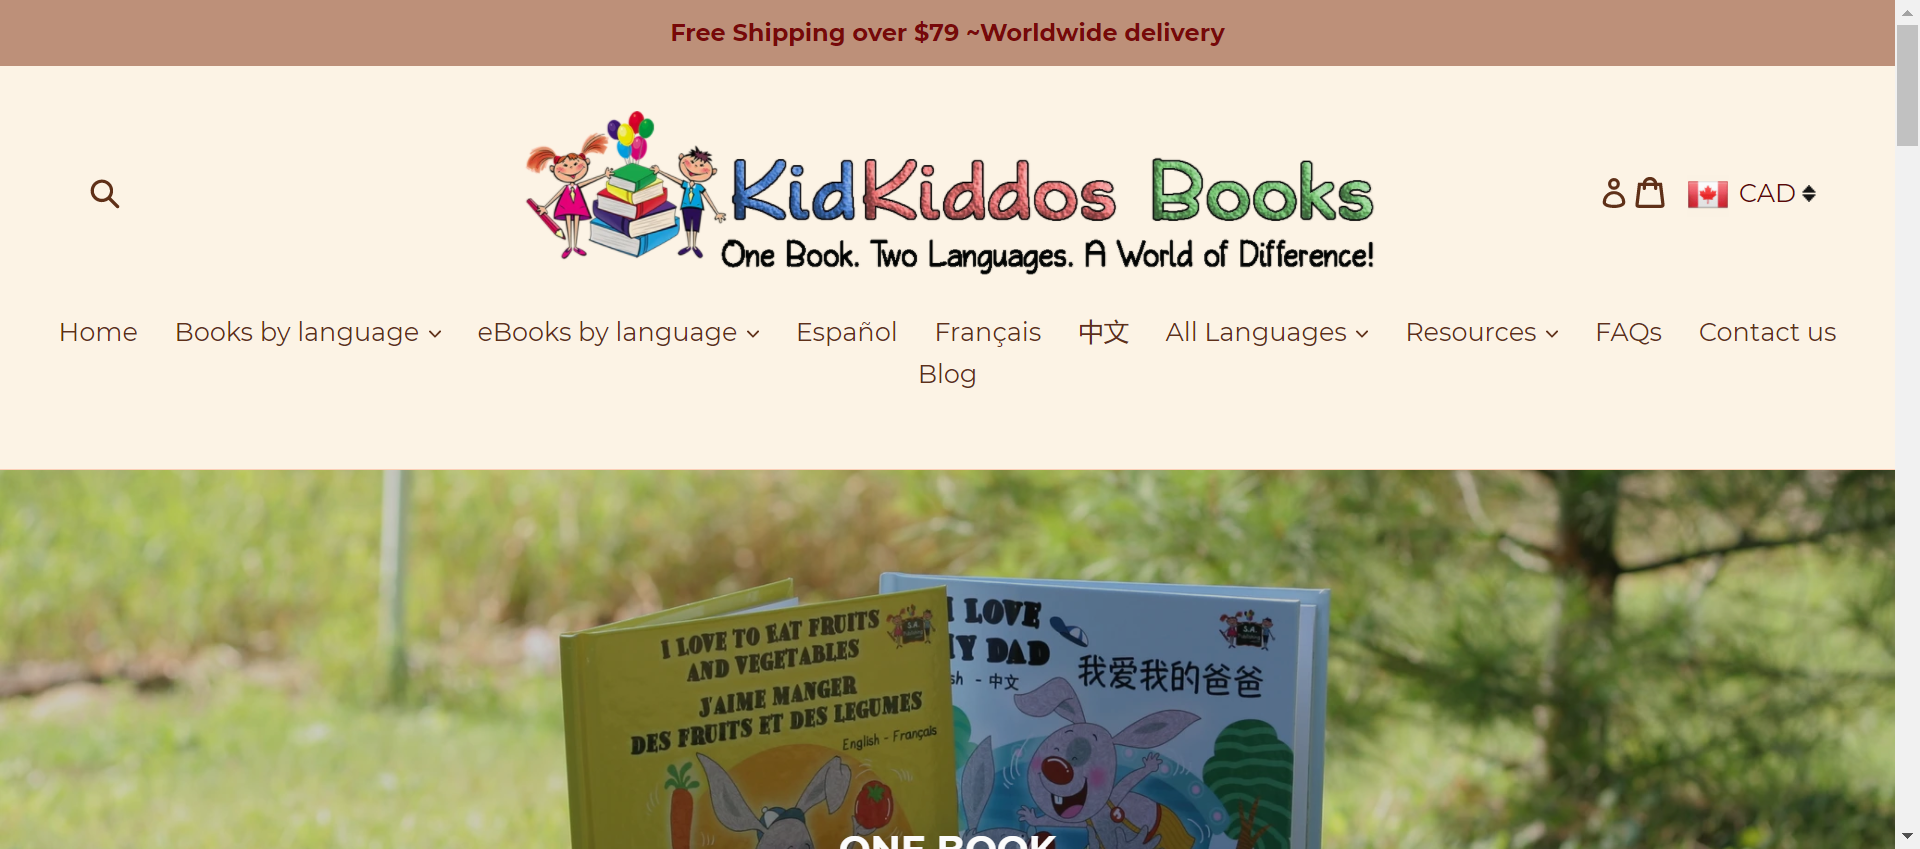 Free Shipping over $79 ~Worldwide delivery
KidKiddos Books
One Book. Two Languages. A World of Difference!
CAD
Home Books by language eBooks by language Español Français 中文 All Languages Resources FAQs Contact us
Blog
I LOVE TO EAT FRUITS
AND VEGETABLES
J'AIME MANGER
DES FRUITS ET DES LEGUMES
English - Français
I LOVE
MY DAD
- 中文
我爱我的爸爸
ONE BOOK